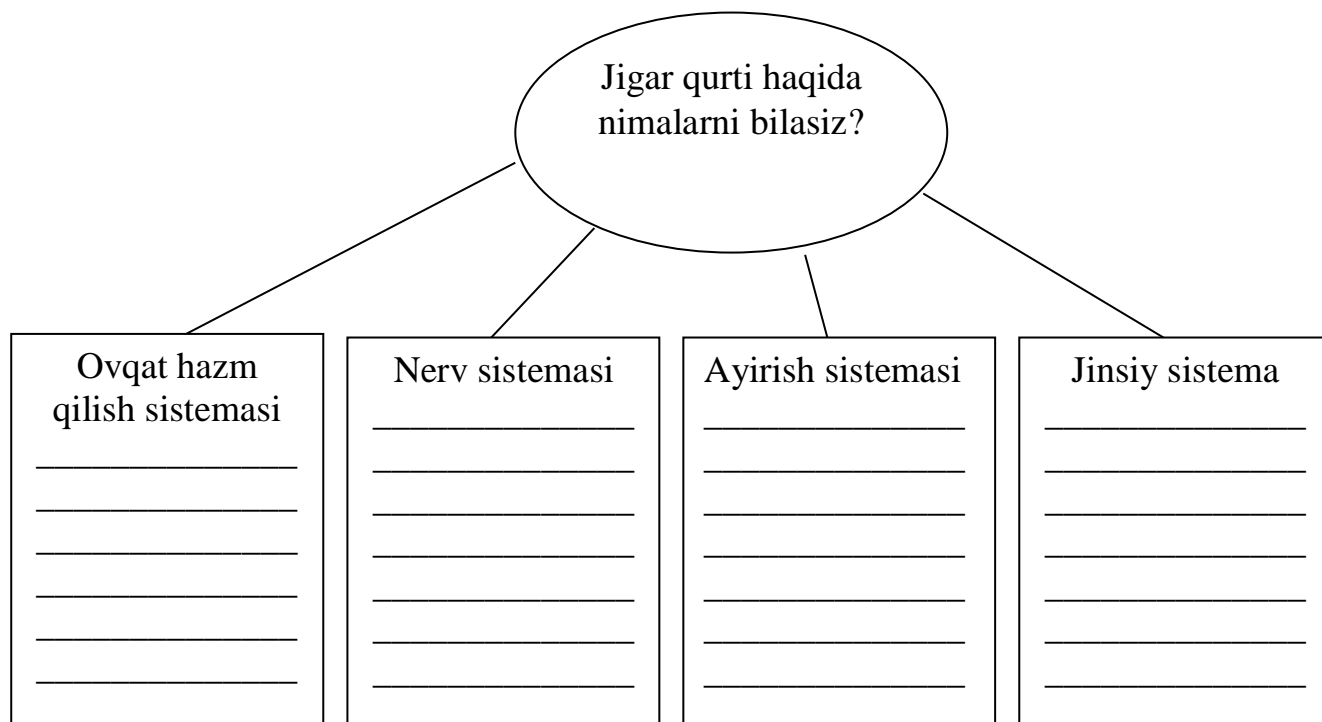 Jigar qurti haqida
nimalarni bilasiz?
Ovqat hazm
qilish sistemasi
Nerv sistemasi
Ayirish sistemasi
Jinsiy sistema